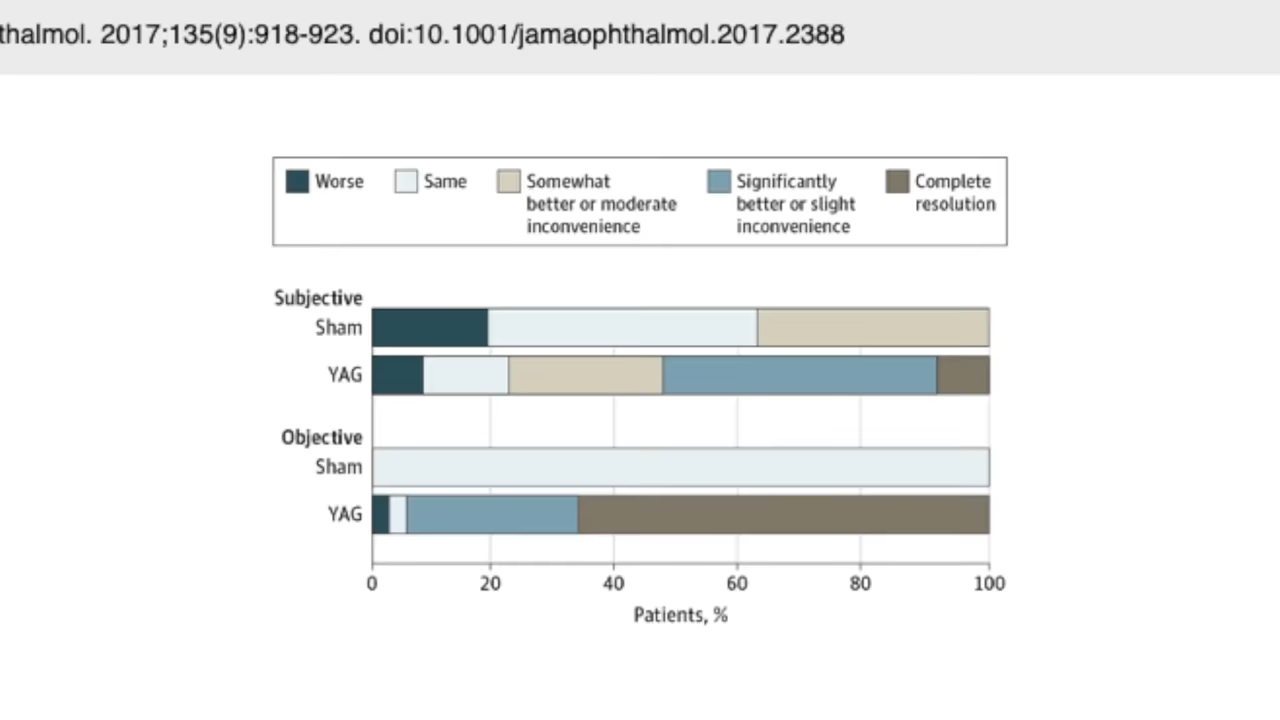 thalmol. 2017;135(9):918-923. doi:10.1001/jamaophthalmol.2017.2388
Worse
Same
Somewhat
better or moderate
inconvenience
Significantly
better or slight
inconvenience
Complete
resolution
Subjective
Sham
YAG
Objective
Sham
YAG
0 20 40 60 80 100
Patients, %